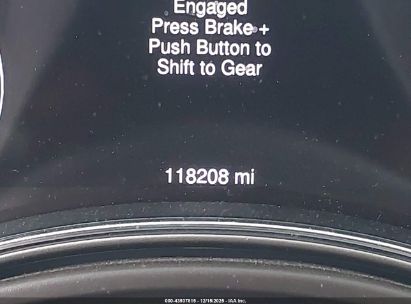 Engaged
Press Brake +
Push Button to
Shift to Gear
118208 mi